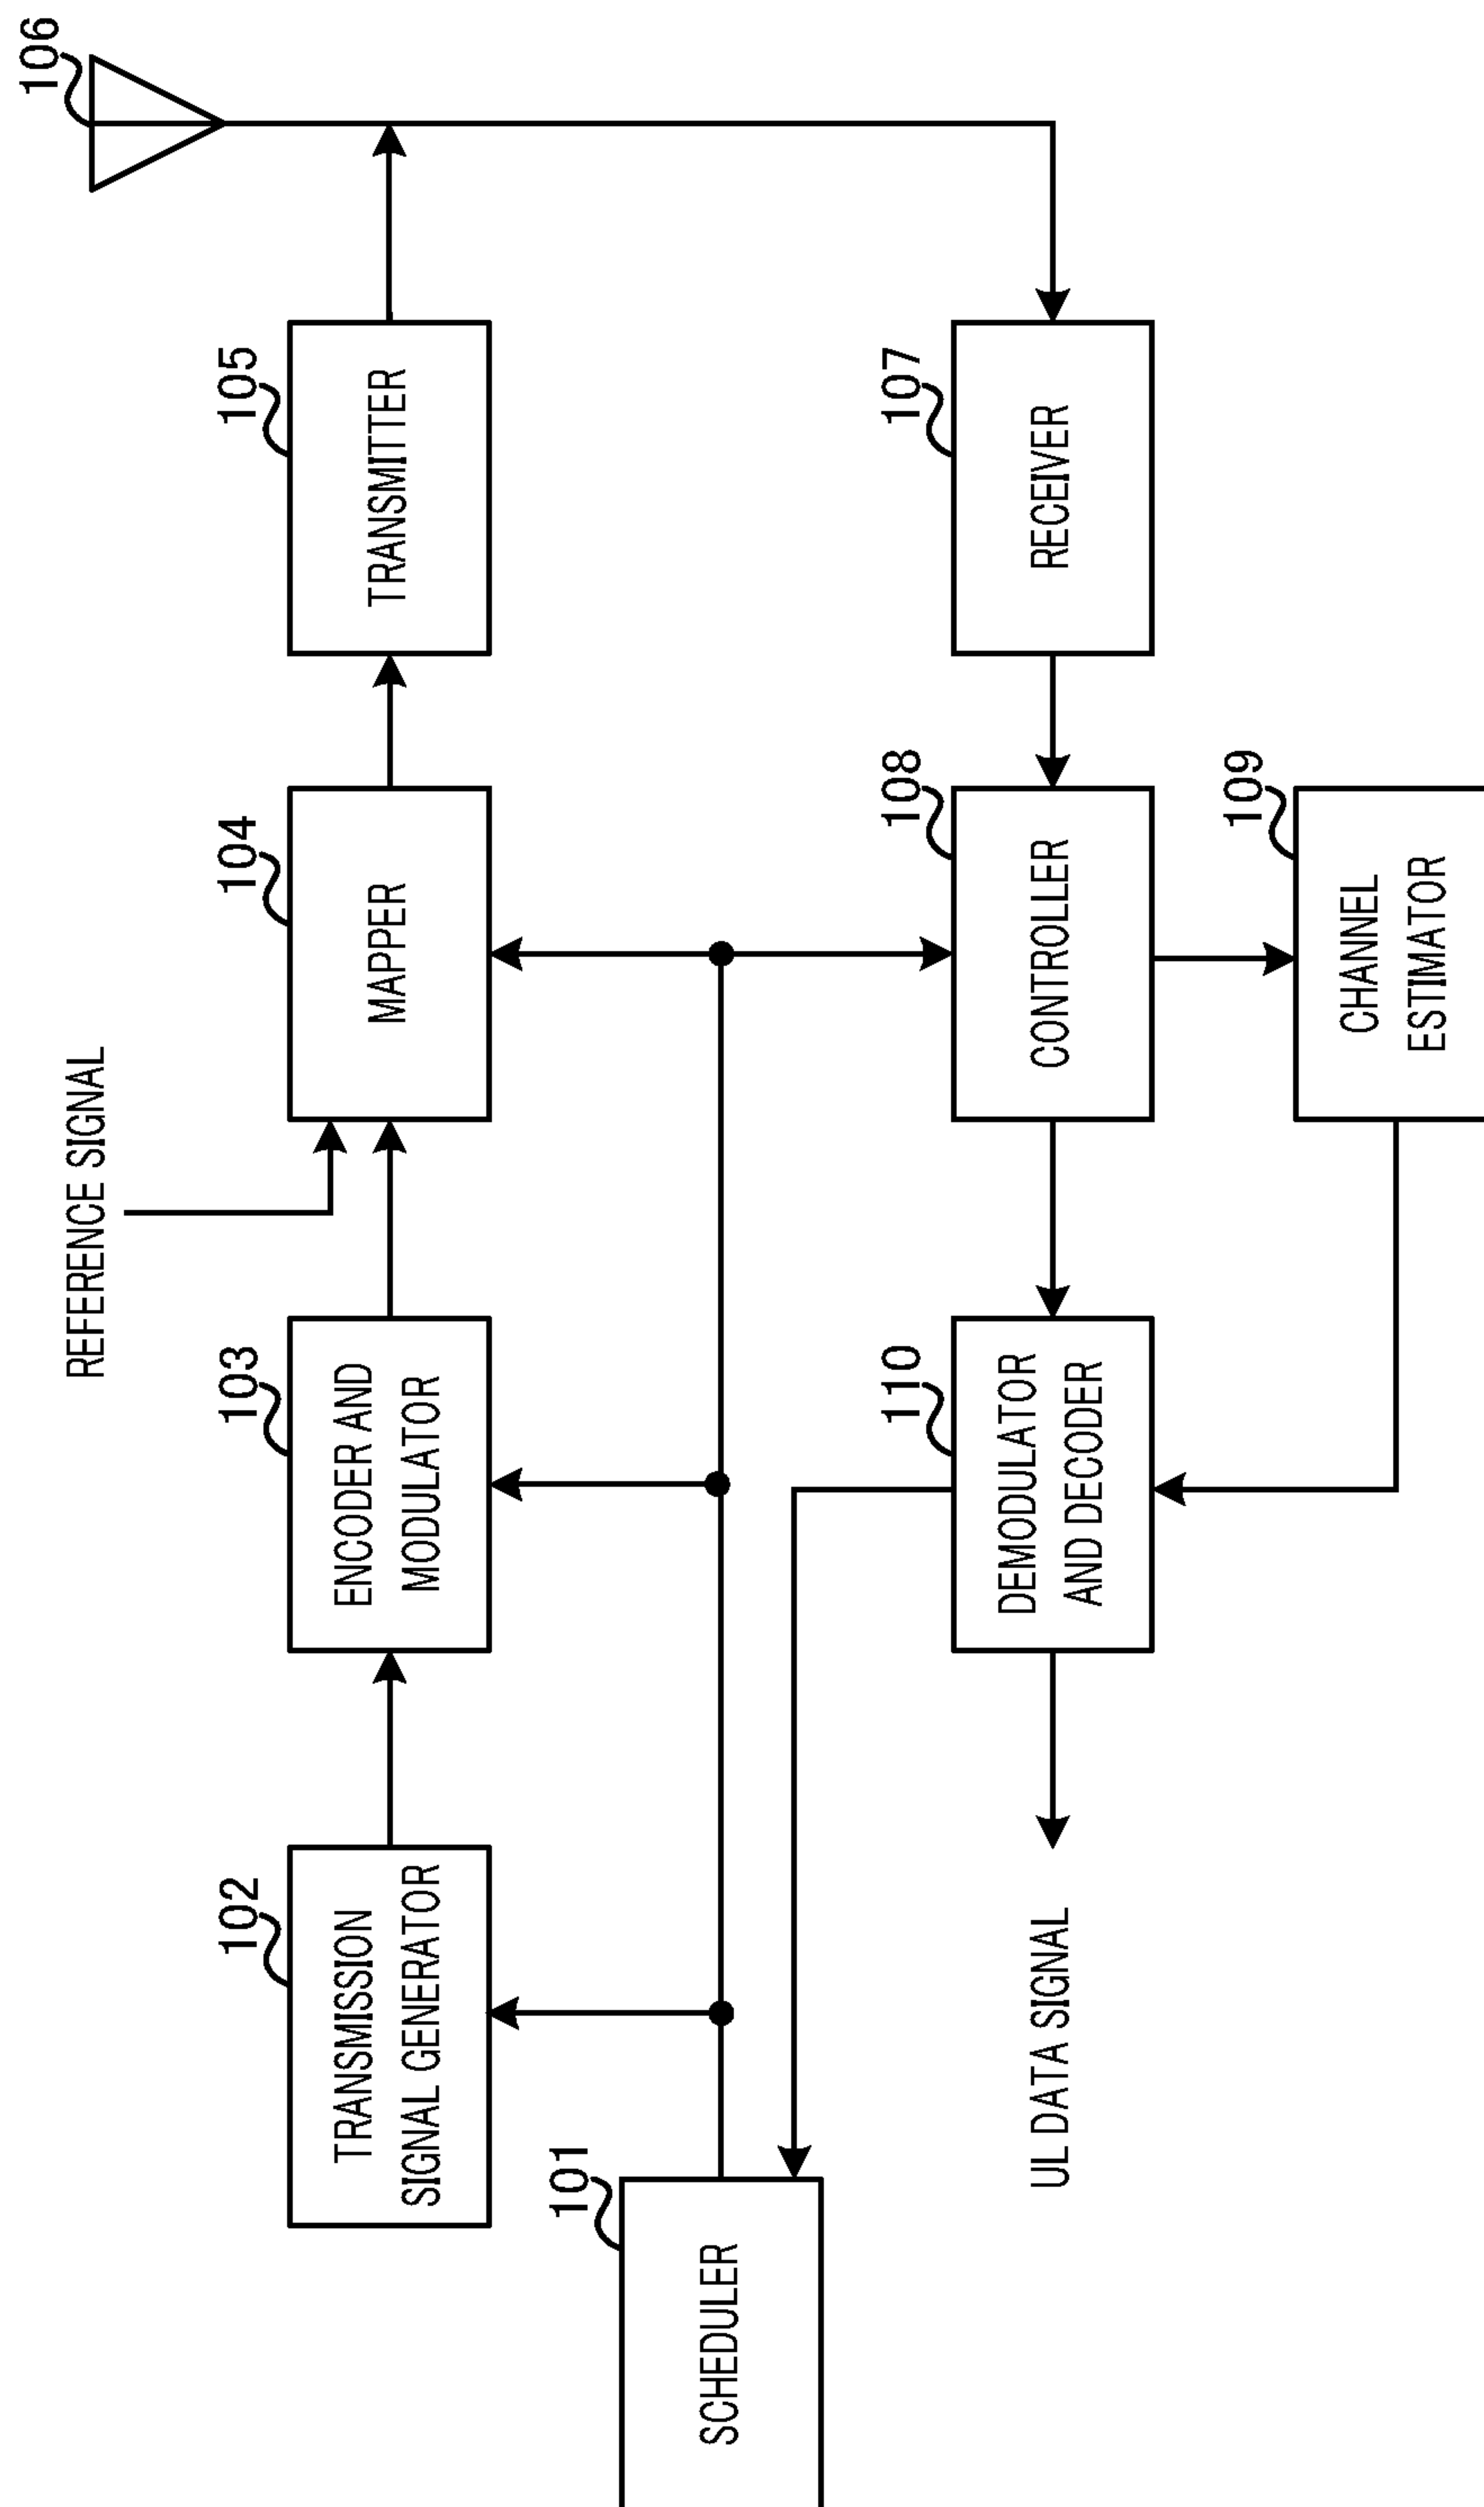 REFERENCE SIGNAL
102
TRANSMISSION
SIGNAL GENERATOR
103
ENCODER AND
MODULATOR
104
MAPPER
105
TRANSMITTER
106
101
SCHEDULER
110
DEMODULATOR
AND DECODER
108
CONTROLLER
107
RECEIVER
UL DATA SIGNAL
109
CHANNEL
ESTIMATOR